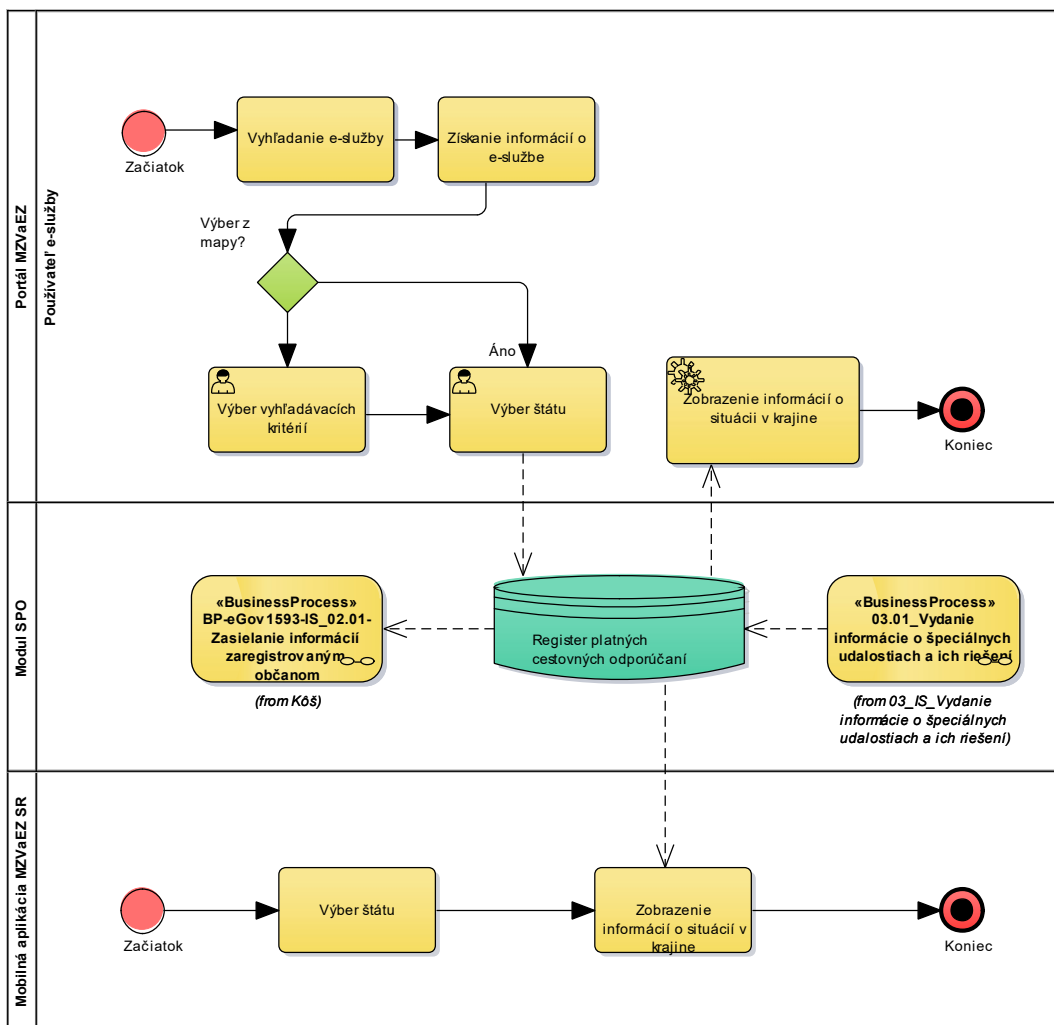 Portál MZVaEZ
Používateľ e-služby
Začiatok
Vyhľadanie e-služby
Získanie informácií o
e-službe
Výber z
mapy?
Áno
Výber vyhľadávacích
kritérií
Výber štátu
Zobrazenie informácií o
situácii v krajine
Koniec
Modul SPO
«BusinessProcess»
BP-eGov1593-IS_02.01-
Zasielanie informácií
zaregistrovaným
občanom
(from Kôš)
Register platných
cestovných odporúčaní
«BusinessProcess»
03.01_Vydanie
informácie o špeciálnych
udalostiach a ich riešení
(from 03_IS_Vydanie
informácie o špeciálnych
udalostiach a ich riešení)
Mobilná aplikácia MZVaEZ SR
Začiatok
Výber štátu
Zobrazenie
informácií o situácií v
krajine
Koniec